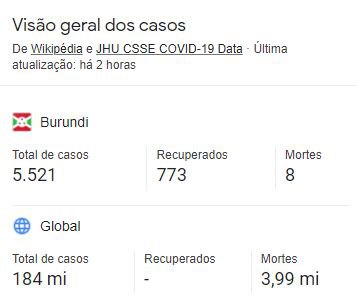 Visão geral dos casos
De Wikipédia e JHU CSSE COVID-19 Data · Última
atualização: há 2 horas
Burundi
Total de casos Recuperados Mortes
5.521 773 8
Global
Total de casos Recuperados Mortes
184 mi - 3,99 mi